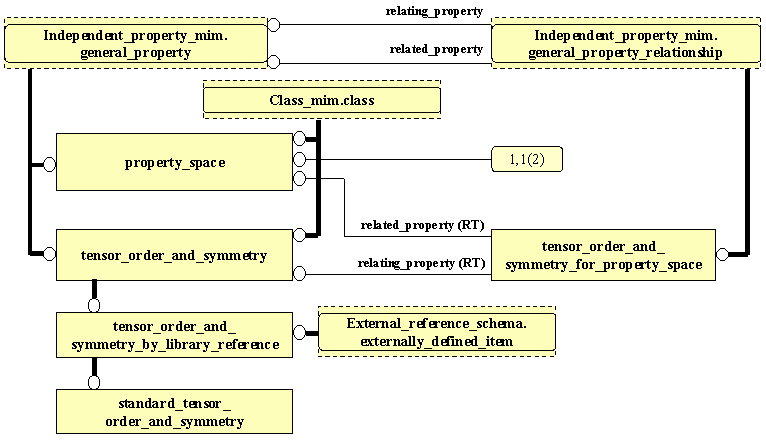 relating_property
Independent_property_mim.
general_property
Independent_property_mim.
general_property_relationship
related_property
Class_mim.class
property_space
1,1(2)
related_property (RT)
tensor_order_and_symmetry
relating_property (RT)
tensor_order_and_
symmetry_for_property_space
tensor_order_and_
symmetry_by_library_reference
External_reference_schema.
externally_defined_item
standard_tensor_
order_and_symmetry